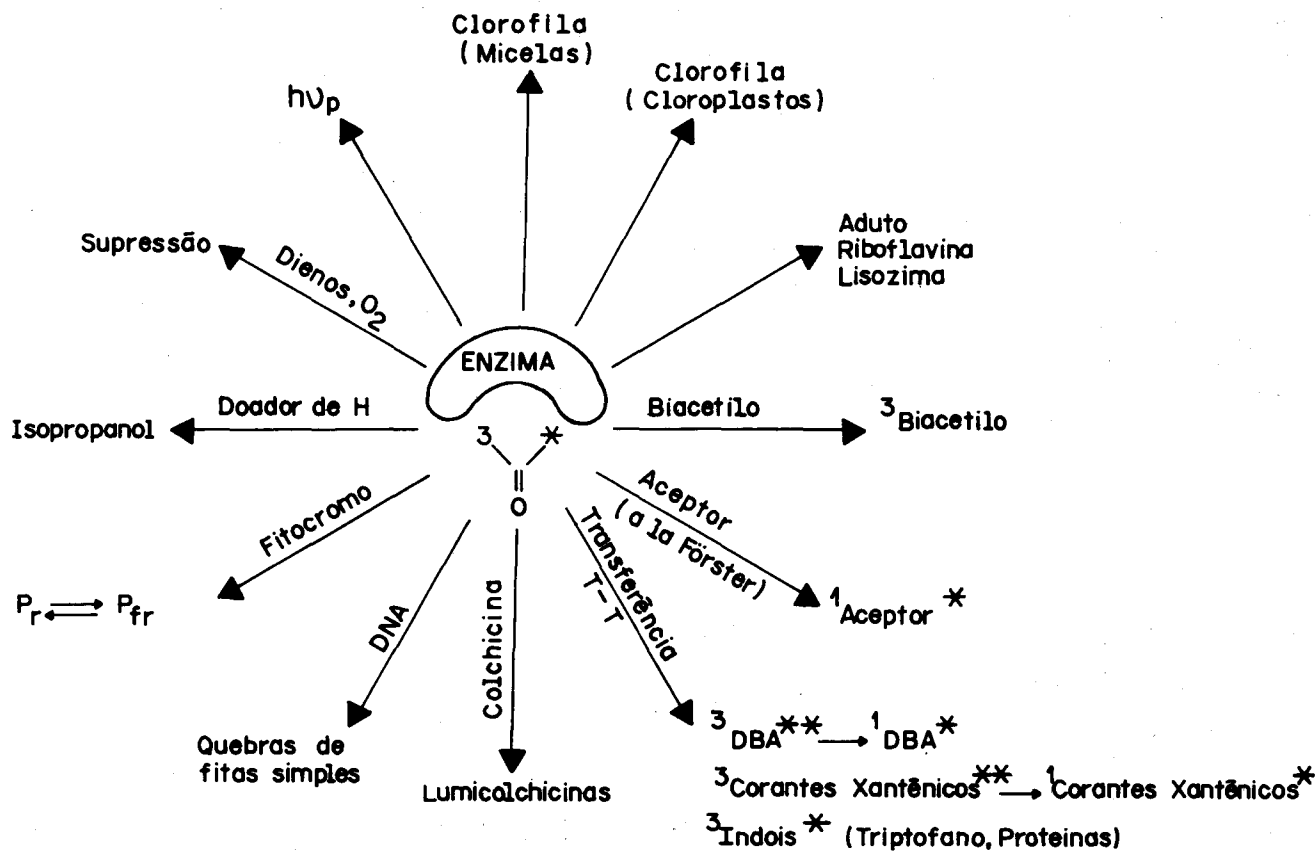 Clorofila
(Micelas)
Clorofila
(Cloroplastos)
hνp
Supressão
Dienos, O2
Aduto
Riboflavina
Lisozima
ENZIMA
Doador de H
Isopropanol
Biacetilo
3Biacetilo
3 *
O
Fitocromo
Pr ⇌ Pfr
DNA
Quebras de
fitas simples
Colchicina
Lumicolchicinas
Transferência
T-T
Aceptor
(a la Förster)
1Aceptor *
3DBA** → 1DBA*
3Corantes Xantênicos** → 1Corantes Xantênicos*
3Indois * (Triptofano, Proteinas)